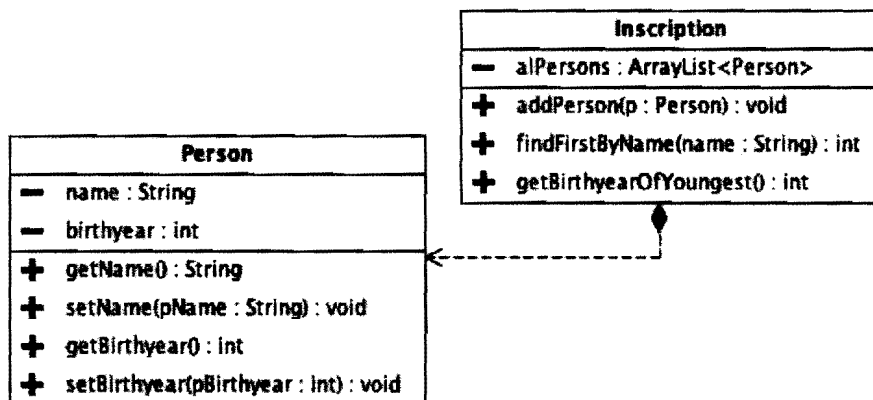 Inscription
− alPersons : ArrayList<Person>
+ addPerson(p : Person) : void
+ findFirstByName(name : String) : int
+ getBirthyearOfYoungest() : int
Person
− name : String
− birthyear : int
+ getName() : String
+ setName(pName : String) : void
+ getBirthyear() : int
+ setBirthyear(pBirthyear : int) : void